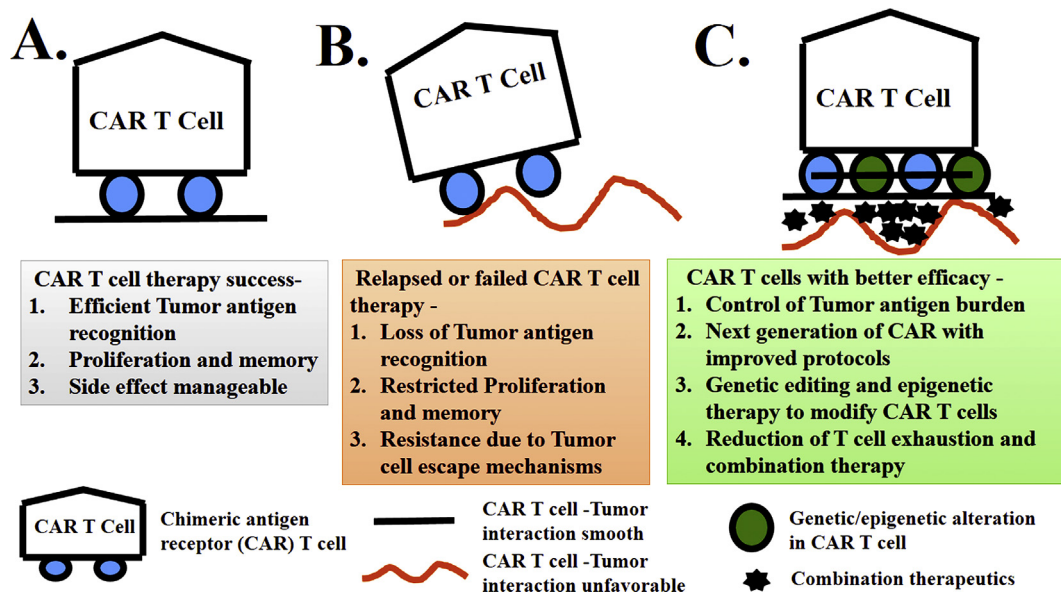 A.
CAR T Cell
B.
CAR T Cell
C.
CAR T Cell
CAR T cell therapy success-
1. Efficient Tumor antigen
recognition
2. Proliferation and memory
3. Side effect manageable
Relapsed or failed CAR T cell
therapy -
1. Loss of Tumor antigen
recognition
2. Restricted Proliferation
and memory
3. Resistance due to Tumor
cell escape mechanisms
CAR T cells with better efficacy -
1. Control of Tumor antigen burden
2. Next generation of CAR with
improved protocols
3. Genetic editing and epigenetic
therapy to modify CAR T cells
4. Reduction of T cell exhaustion and
combination therapy
CAR T Cell
Chimeric antigen
receptor (CAR) T cell
CAR T cell -Tumor
interaction smooth
CAR T cell -Tumor
interaction unfavorable
Genetic/epigenetic alteration
in CAR T cell
Combination therapeutics